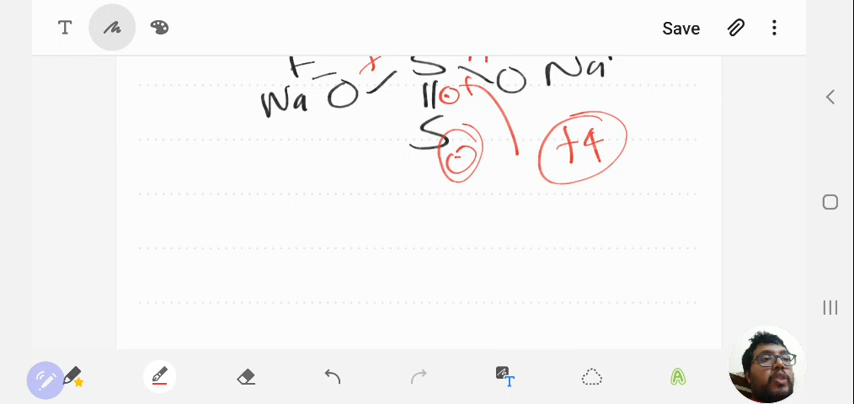 T Save
+ S
Na O || O Na+
S
+4